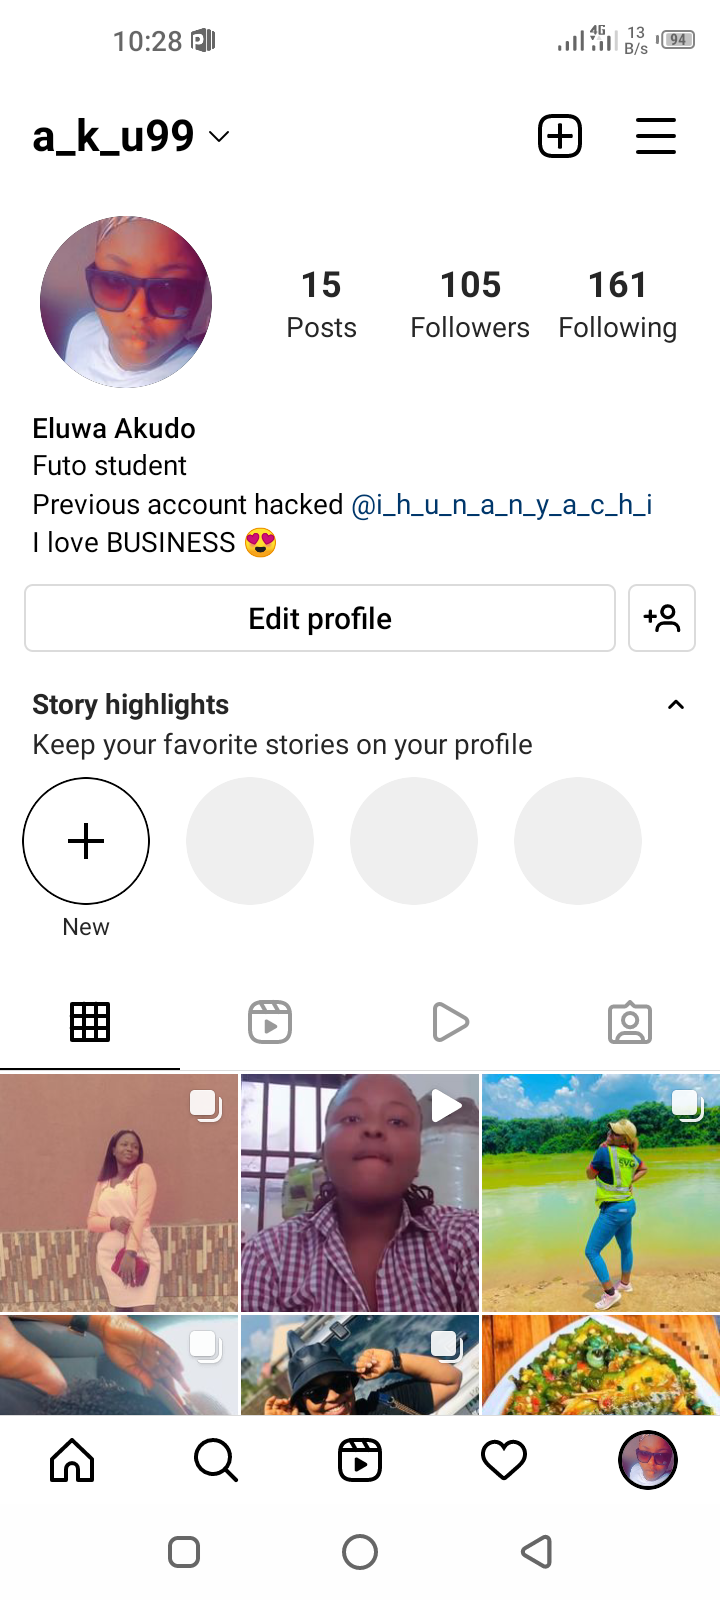 10:28
4G
13
B/s
94
a_k_u99
15
Posts
105
Followers
161
Following
Eluwa Akudo
Futo student
Previous account hacked @i_h_u_n_a_n_y_a_c_h_i
I love BUSINESS 😍
Edit profile
Story highlights
Keep your favorite stories on your profile
New